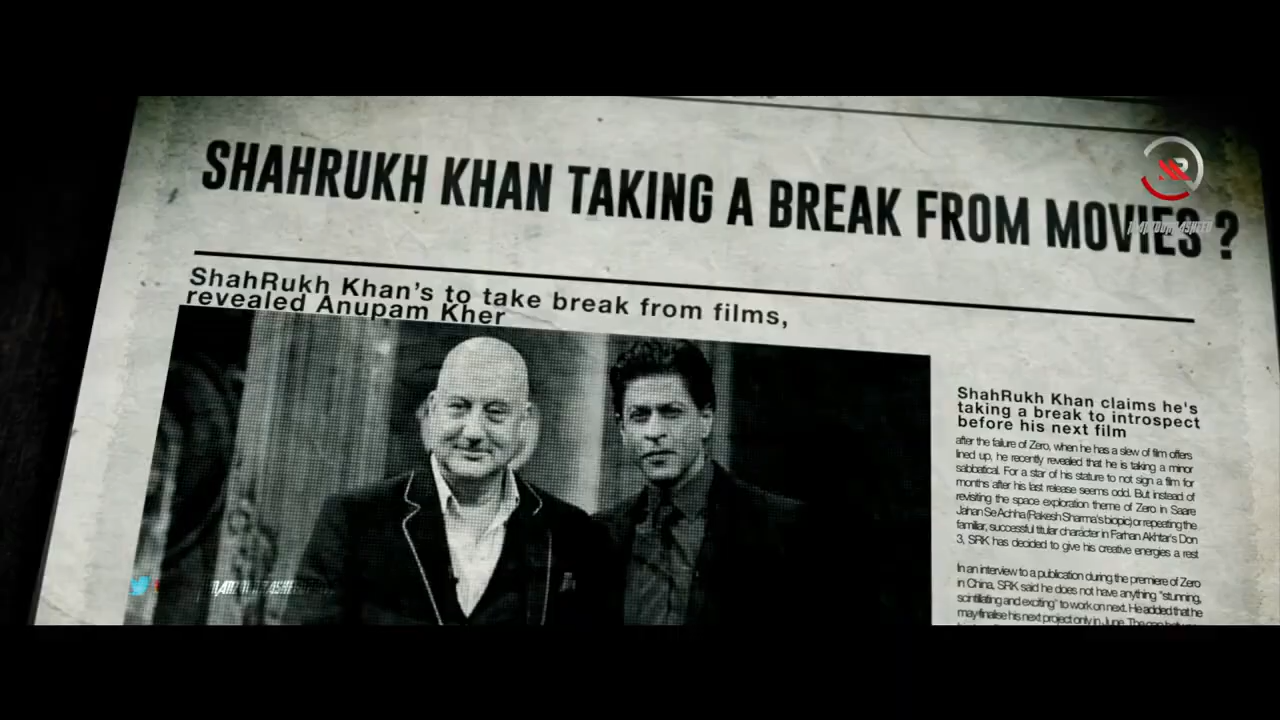 SHAHRUKH KHAN TAKING A BREAK FROM MOVIES ?
ShahRukh Khan's to take break from films,
revealed Anupam Kher
ShahRukh Khan claims he's
taking a break to introspect
before his next film
after the failure of Zero, when he has a slew of film offers
lined up, he recently revealed that he is taking a minor
sabbatical. For a star of his stature to not sign a film for
months after his last release seems odd. But instead of
revisiting the space exploration theme of Zero in Saare
Jahan Se Achha (Rakesh Sharma's biopic) or repeating the
familiar, successful titular character in Farhan Akhtar's Don
3, SRK has decided to give his creative energies a rest
In an interview to a publication during the premiere of Zero
in China, SRK said he does not have anything "stunning,
scintillating and exciting" to work on next. He added that he
may finalise his next project only in June. The